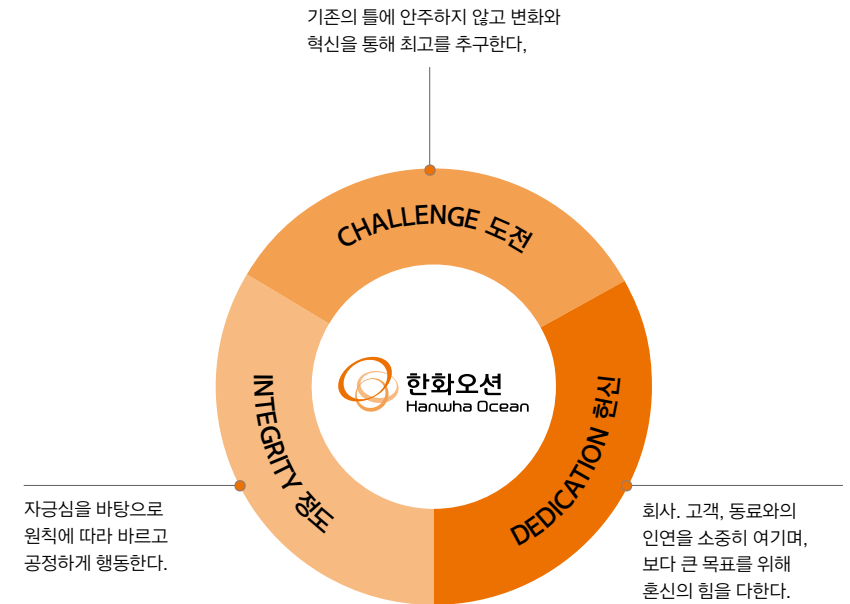 기존의 틀에 안주하지 않고 변화와
혁신을 통해 최고를 추구한다,
CHALLENGE 도전
한화오션
Hanwha Ocean
INTEGRITY 정도
DEDICATION 헌신
자긍심을 바탕으로
원칙에 따라 바르고
공정하게 행동한다.
회사. 고객, 동료와의
인연을 소중히 여기며,
보다 큰 목표를 위해
혼신의 힘을 다한다.